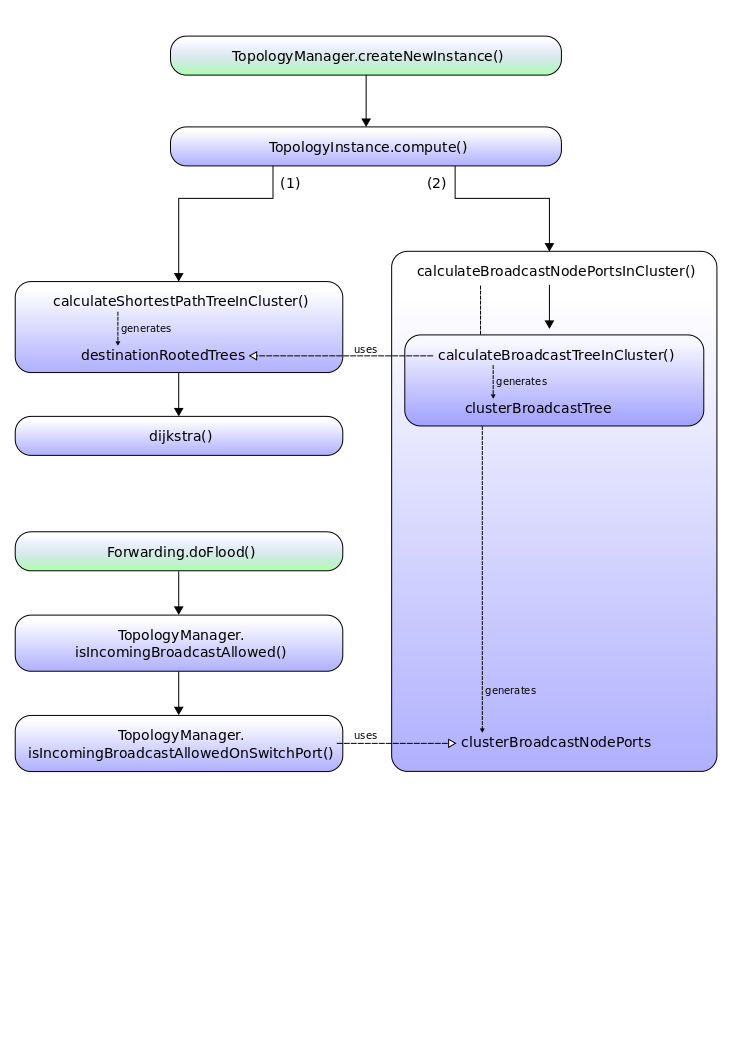 TopologyManager.createNewInstance()
TopologyInstance.compute()
(1)
(2)
calculateShortestPathTreeInCluster()
generates
destinationRootedTrees
dijkstra()
calculateBroadcastNodePortsInCluster()
uses
calculateBroadcastTreeInCluster()
generates
clusterBroadcastTree
generates
clusterBroadcastNodePorts
Forwarding.doFlood()
TopologyManager.
isIncomingBroadcastAllowed()
TopologyManager.
isIncomingBroadcastAllowedOnSwitchPort()
uses